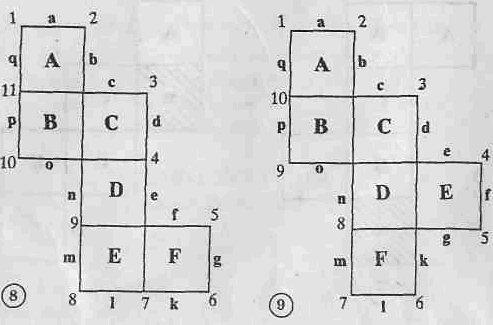 1 a 2
q A b
c 3
11
p B C d
10 o 4
n D e
f 5
9
m E F g
8 l 7 k 6
8
1 a 2
q A b
c 3
10
p B C d
e 4
9 o
n D E f
8 g 5
m F k
7 l 6
9